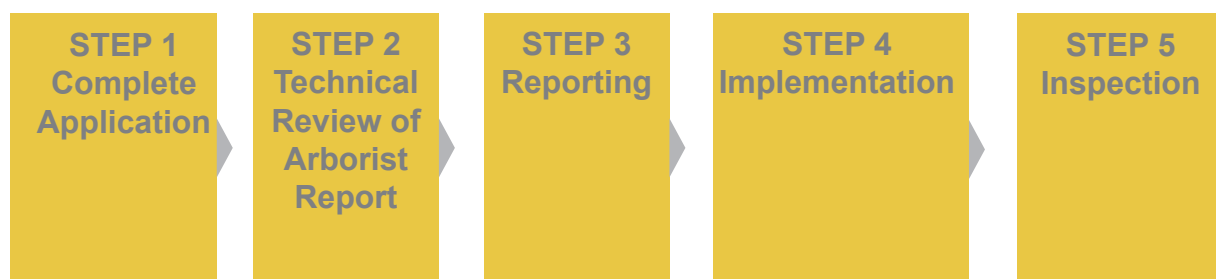 STEP 1
Complete
Application
STEP 2
Technical
Review of
Arborist
Report
STEP 3
Reporting
STEP 4
Implementation
STEP 5
Inspection